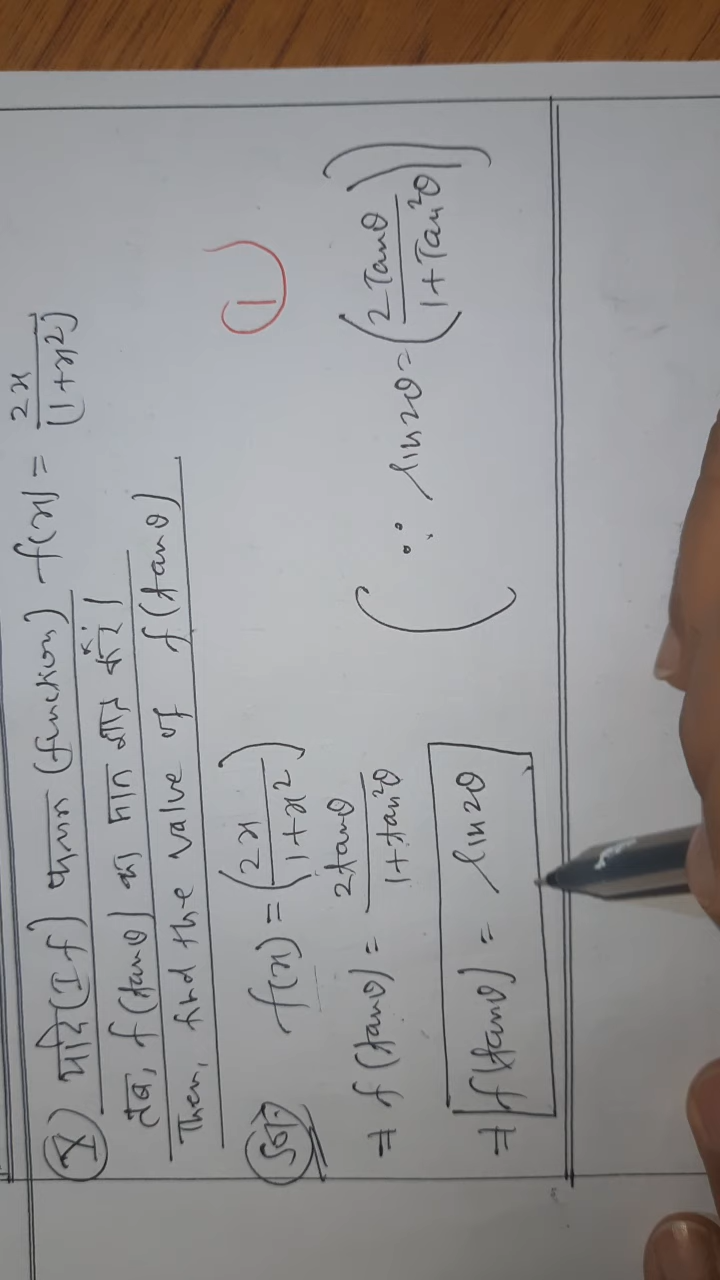 (X) यदि (If) फलन (function) f(x) = 2x/(1+x²)
तब, f(tanθ) का मान ज्ञात करें।
Then, find the value of f(tanθ)
1
Sol. f(x) = (2x/1+x²)
⇒ f(tanθ) = 2tanθ/1+tan²θ
⇒ f(tanθ) = sin2θ (∵ sin2θ = (2Tanθ/1+Tan²θ))